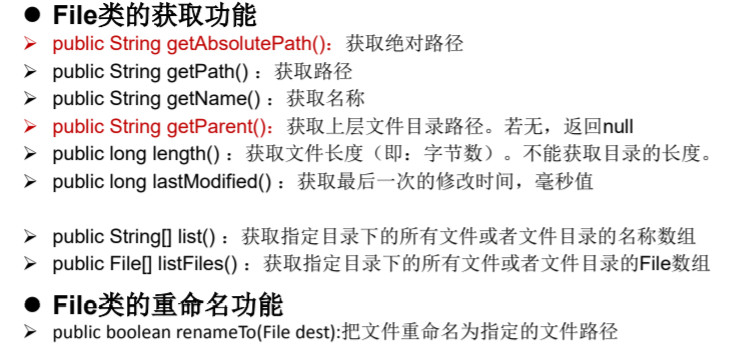 ● File类的获取功能
➢ public String getAbsolutePath()：获取绝对路径
➢ public String getPath() ：获取路径
➢ public String getName() ：获取名称
➢ public String getParent()：获取上层文件目录路径。若无，返回null
➢ public long length() ：获取文件长度（即：字节数）。不能获取目录的长度。
➢ public long lastModified() ：获取最后一次的修改时间，毫秒值
➢ public String[] list() ：获取指定目录下的所有文件或者文件目录的名称数组
➢ public File[] listFiles() ：获取指定目录下的所有文件或者文件目录的File数组
● File类的重命名功能
➢ public boolean renameTo(File dest):把文件重命名为指定的文件路径